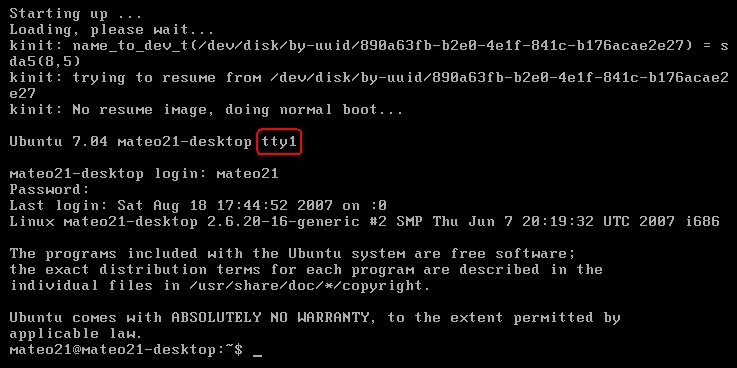 Starting up ...
Loading, please wait...
kinit: name_to_dev_t(/dev/disk/by-uuid/890a63fb-b2e0-4e1f-841c-b176acae2e27) = s
da5(8,5)
kinit: trying to resume from /dev/disk/by-uuid/890a63fb-b2e0-4e1f-841c-b176acae2
e27
kinit: No resume image, doing normal boot...
Ubuntu 7.04 mateo21-desktop tty1
mateo21-desktop login: mateo21
Password:
Last login: Sat Aug 18 17:44:52 2007 on :0
Linux mateo21-desktop 2.6.20-16-generic #2 SMP Thu Jun 7 20:19:32 UTC 2007 i686
The programs included with the Ubuntu system are free software;
the exact distribution terms for each program are described in the
individual files in /usr/share/doc/*/copyright.
Ubuntu comes with ABSOLUTELY NO WARRANTY, to the extent permitted by
applicable law.
mateo21@mateo21-desktop:~$ _